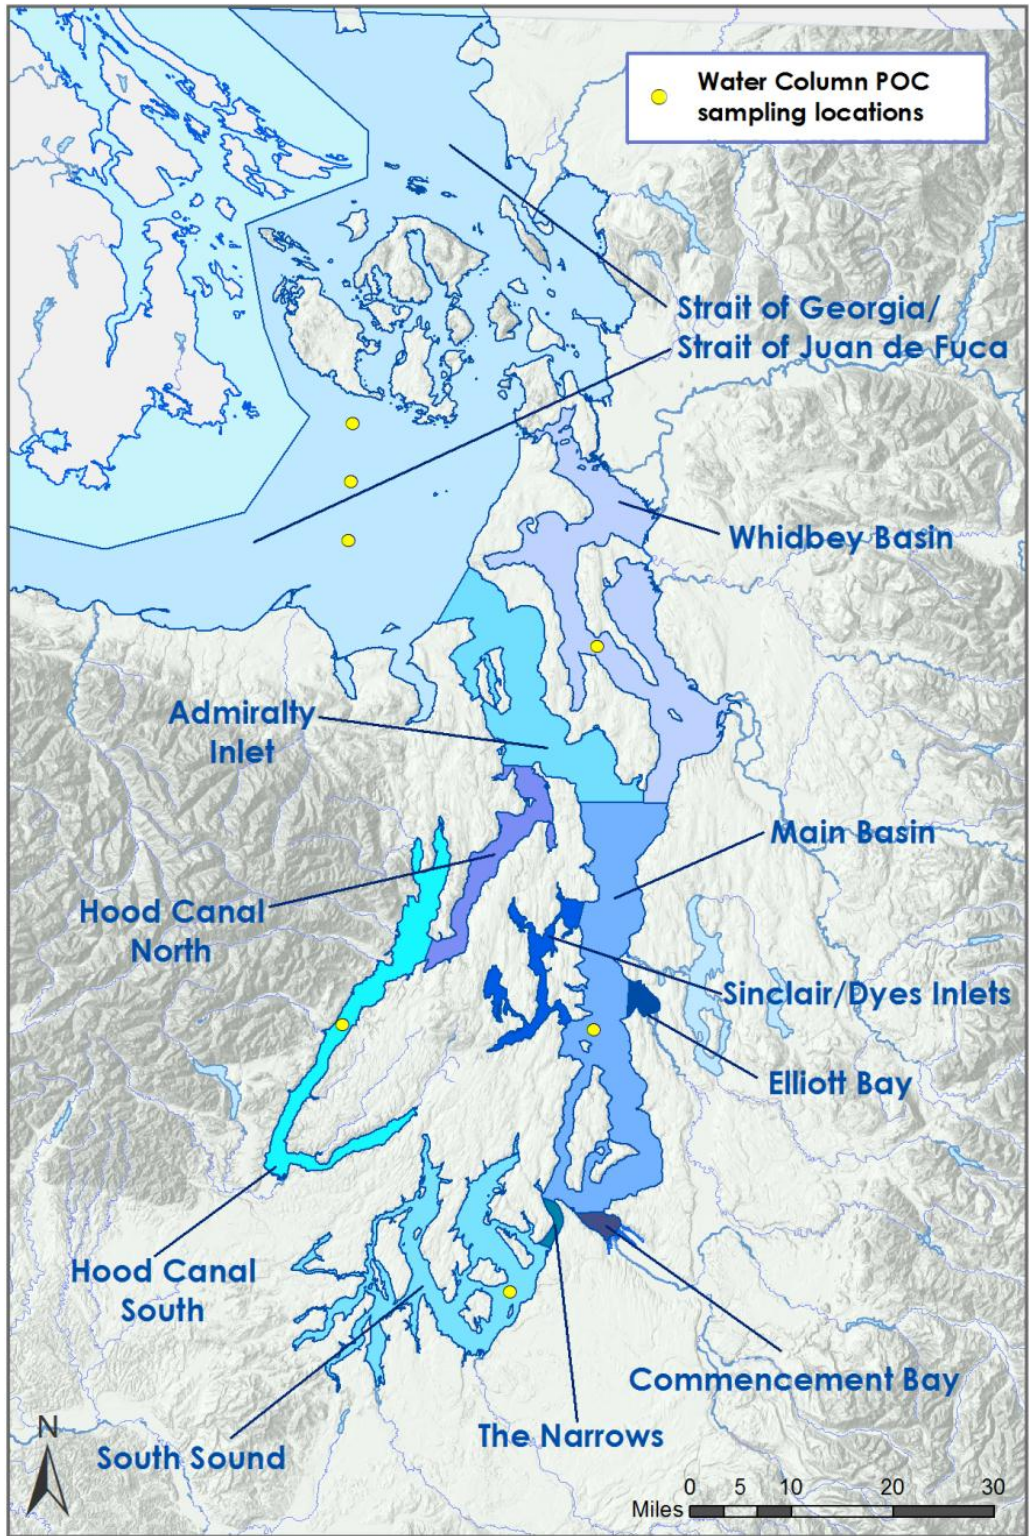 Water Column POC
sampling locations
Strait of Georgia/
Strait of Juan de Fuca
Whidbey Basin
Admiralty
Inlet
Main Basin
Hood Canal
North
Sinclair/Dyes Inlets
Elliott Bay
Hood Canal
South
Commencement Bay
The Narrows
South Sound
N
0 5 10 20 30
Miles